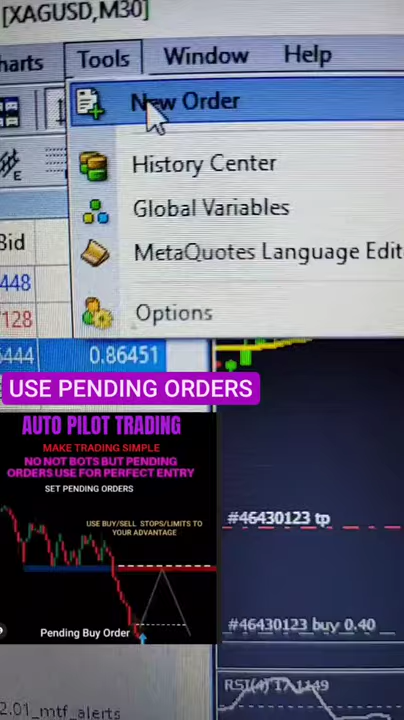 [XAGUSD,M30]
harts Tools Window Help
New Order
History Center
Global Variables
MetaQuotes Language Edit
Options
Bid
448
7128
6444 0.86451
USE PENDING ORDERS
AUTO PILOT TRADING
MAKE TRADING SIMPLE
NO NOT BOTS BUT PENDING
ORDERS USE FOR PERFECT ENTRY
SET PENDING ORDERS
USE BUY/SELL STOPS/LIMITS TO
YOUR ADVANTAGE
Pending Buy Order
#46430123 tp
#46430123 buy 0.40
RSI(4) 17.1149
2.01_mtf_alerts